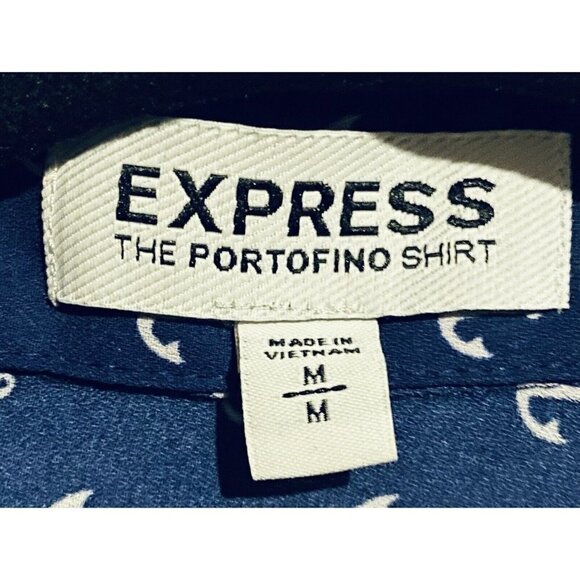 EXPRESS
THE PORTOFINO SHIRT
MADE IN
VIETNAM
M
M